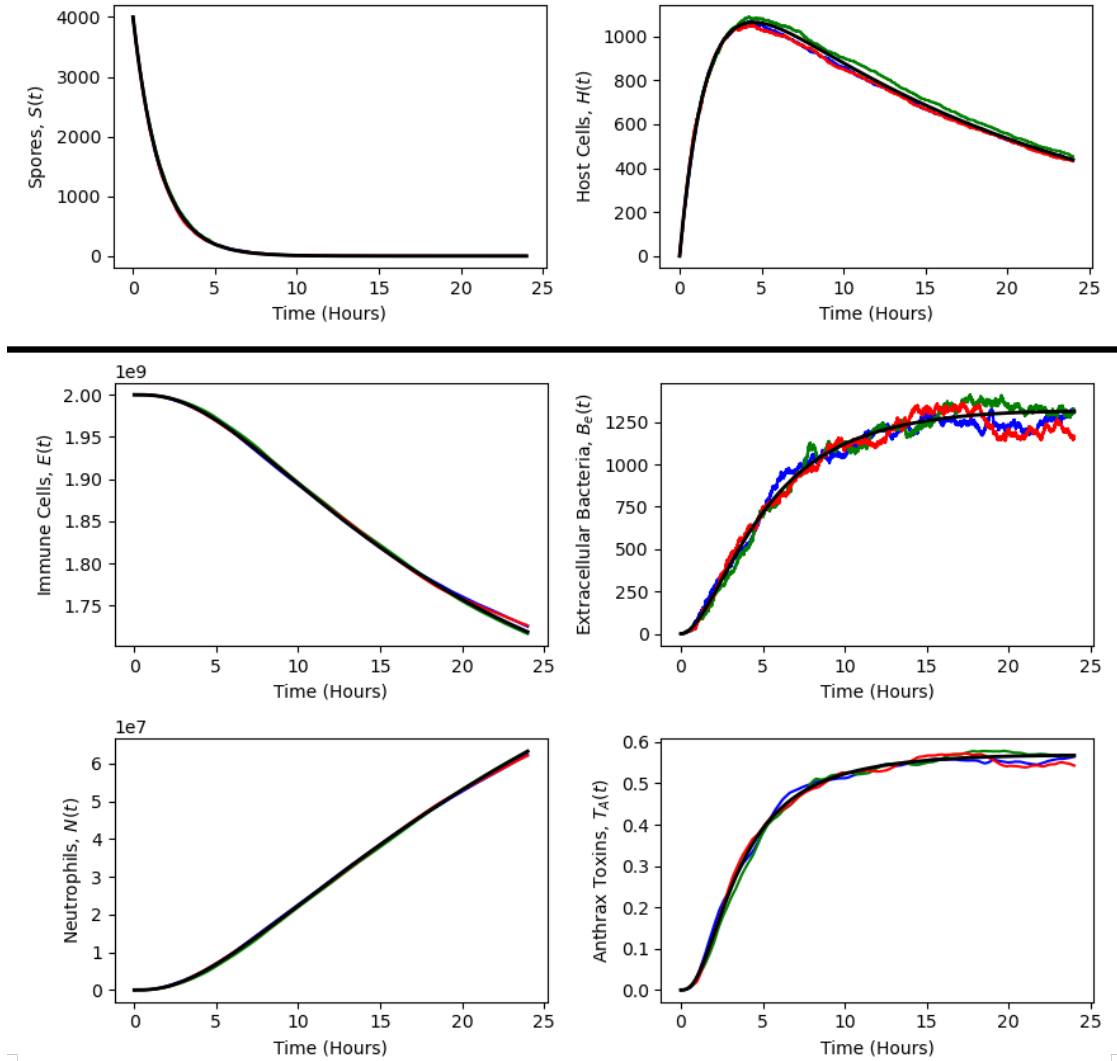 Spores, S(t)
4000
3000
2000
1000
0
0 5 10 15 20 25
Time (Hours)
Host Cells, H(t)
1000
800
600
400
200
0
0 5 10 15 20 25
Time (Hours)
1e9
Immune Cells, E(t)
2.00
1.95
1.90
1.85
1.80
1.75
0 5 10 15 20 25
Time (Hours)
Extracellular Bacteria, Bₑ(t)
1250
1000
750
500
250
0
0 5 10 15 20 25
Time (Hours)
1e7
Neutrophils, N(t)
6
5
4
3
2
1
0
0 5 10 15 20 25
Time (Hours)
Anthrax Toxins, T_A(t)
0.6
0.5
0.4
0.3
0.2
0.1
0.0
0 5 10 15 20 25
Time (Hours)